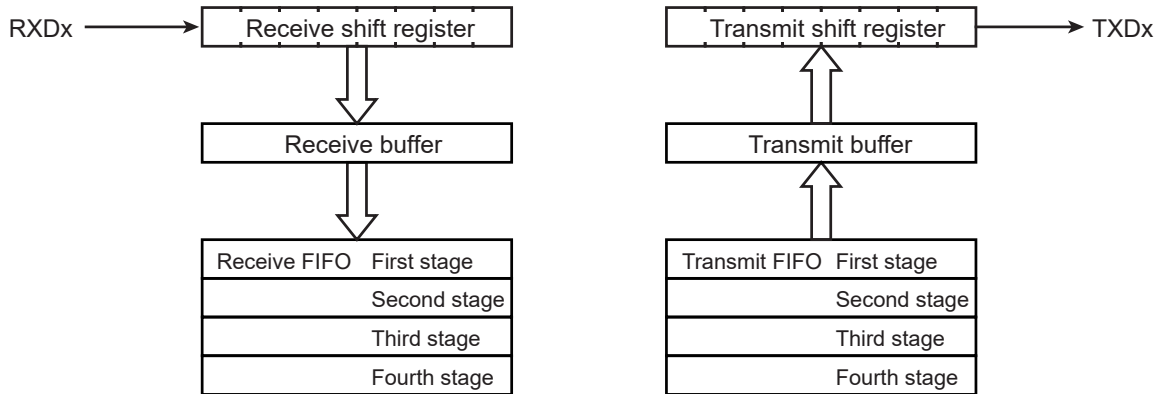 RXDx
Receive shift register
Receive buffer
Receive FIFO First stage
Second stage
Third stage
Fourth stage
Transmit shift register
TXDx
Transmit buffer
Transmit FIFO First stage
Second stage
Third stage
Fourth stage